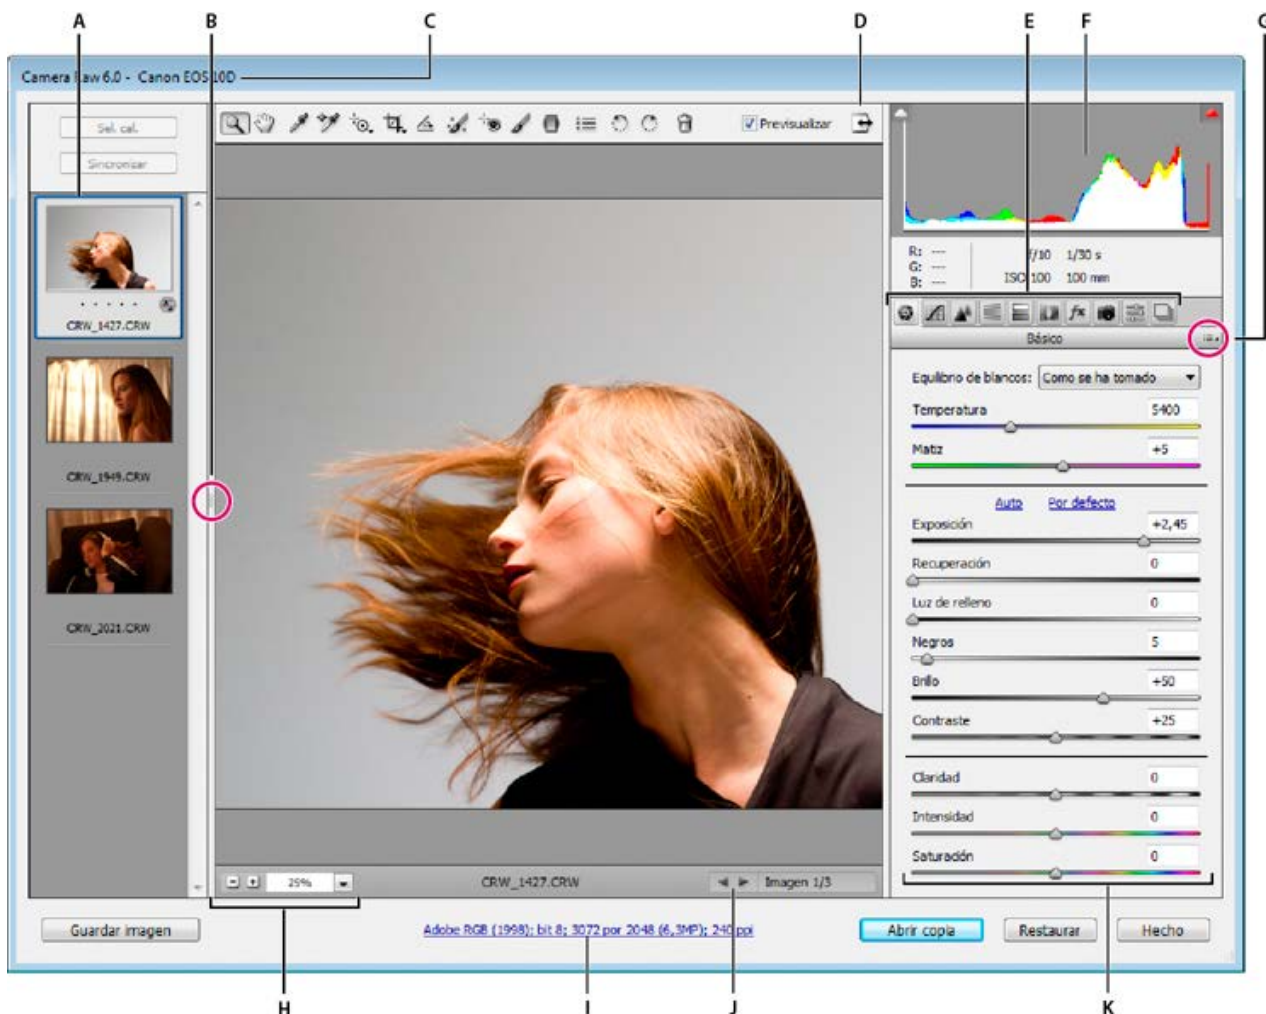 A B C D E F G
Camera Raw 6.0 - Canon EOS 10D
Sel. cal.
Sincronizar
Previsualizar
R: ---
G: ---
B: ---
f/10 1/30 s
ISO 100 100 mm
CRW_1427.CRW
CRW_1949.CRW
CRW_2021.CRW
fx
Básico
Equilibrio de blancos: Como se ha tomado
Temperatura 5400
Matiz +5
Auto Por defecto
Exposición +2,45
Recuperación 0
Luz de relleno 0
Negros 5
Brillo +50
Contraste +25
Claridad 0
Intensidad 0
Saturación 0
29% CRW_1427.CRW Imagen 1/3
Guardar imagen
Adobe RGB (1998); bit 8; 3072 por 2048 (6,3MP); 240 ppi
Abrir copia Restaurar Hecho
H I J K